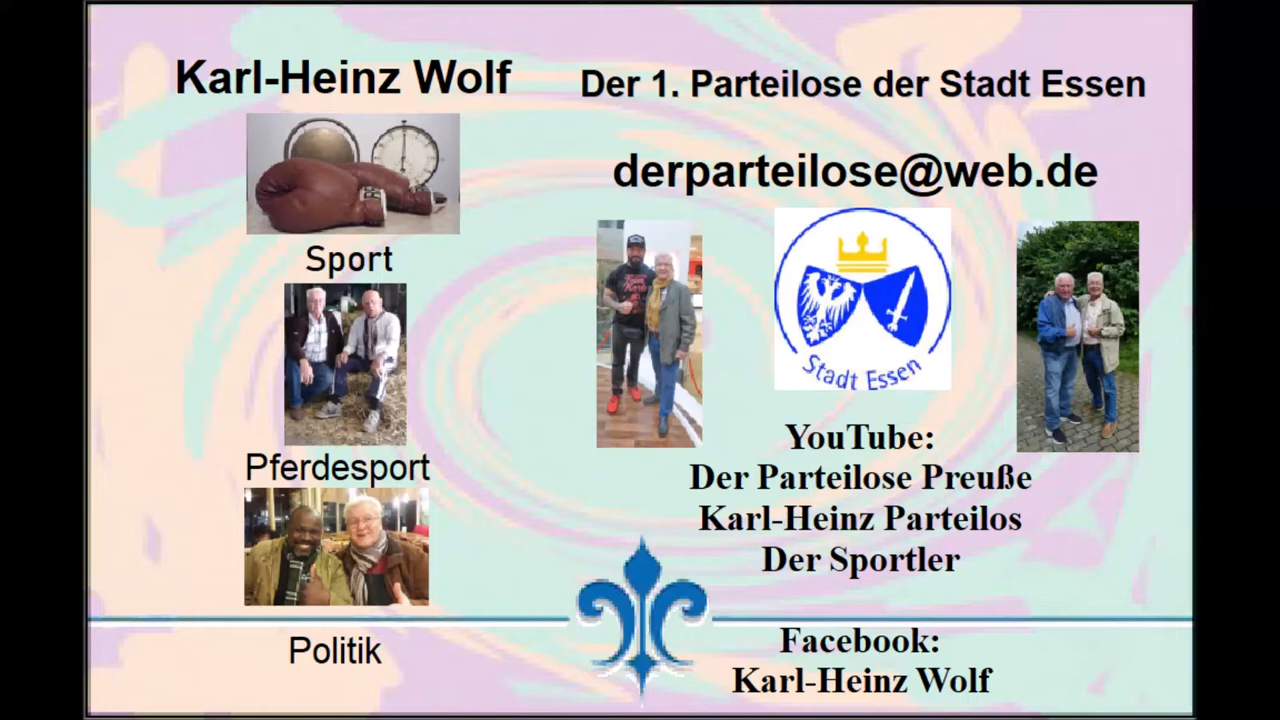 Karl-Heinz Wolf
Der 1. Parteilose der Stadt Essen
derparteilose@web.de
Sport
Stadt Essen
Pferdesport
YouTube:
Der Parteilose Preuße
Karl-Heinz Parteilos
Der Sportler
Politik
Facebook:
Karl-Heinz Wolf